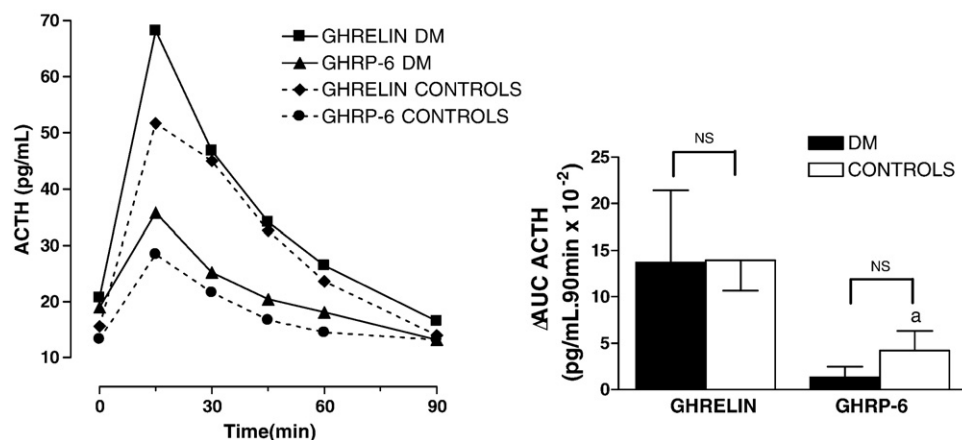 70
60
50
40
30
20
10
ACTH (pg/mL)
GHRELIN DM
GHRP-6 DM
GHRELIN CONTROLS
GHRP-6 CONTROLS
0 15 30 45 60 90
Time(min)
25
20
15
10
5
0
ΔAUC ACTH
(pg/mL.90min x 10⁻²)
NS
DM
CONTROLS
NS
a
GHRELIN GHRP-6